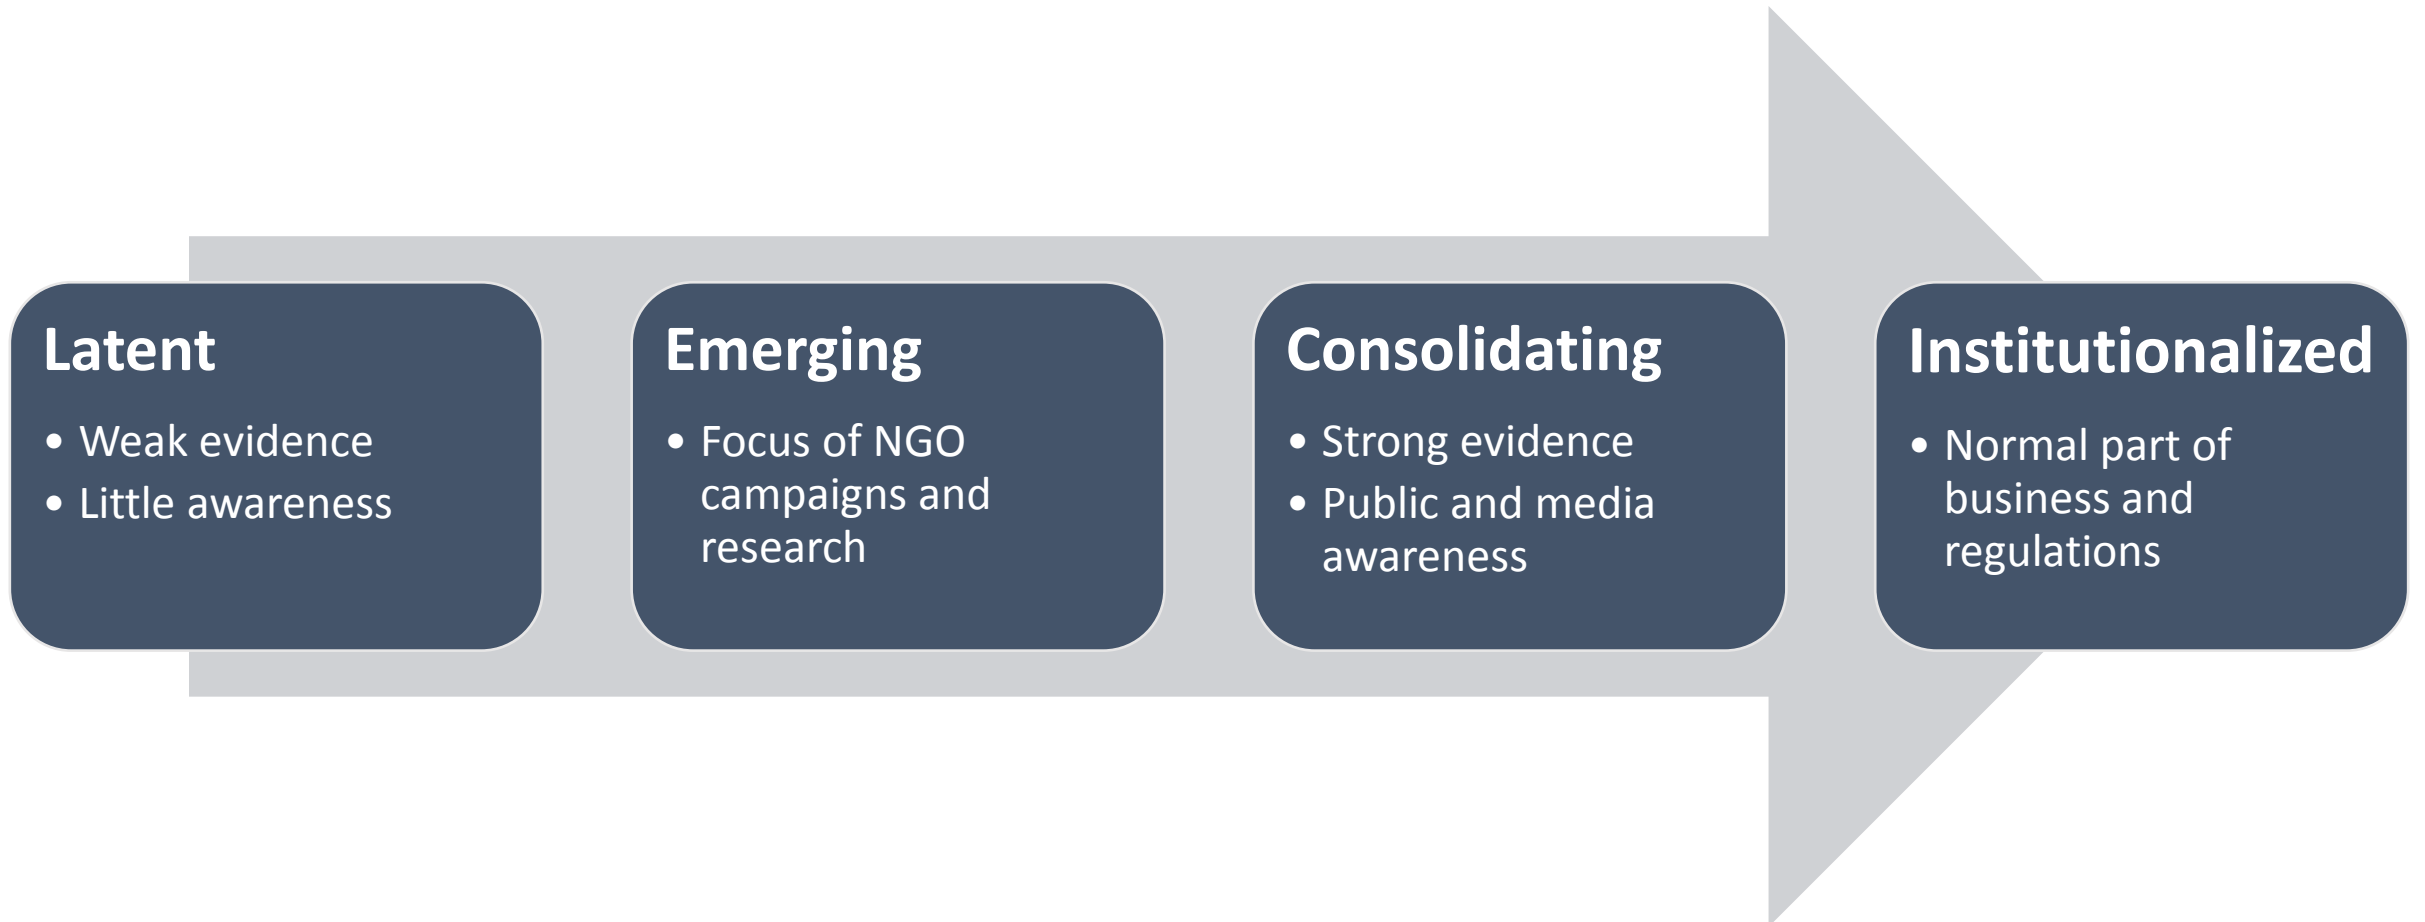 Latent
• Weak evidence
• Little awareness
Emerging
• Focus of NGO
campaigns and
research
Consolidating
• Strong evidence
• Public and media
awareness
Institutionalized
• Normal part of
business and
regulations